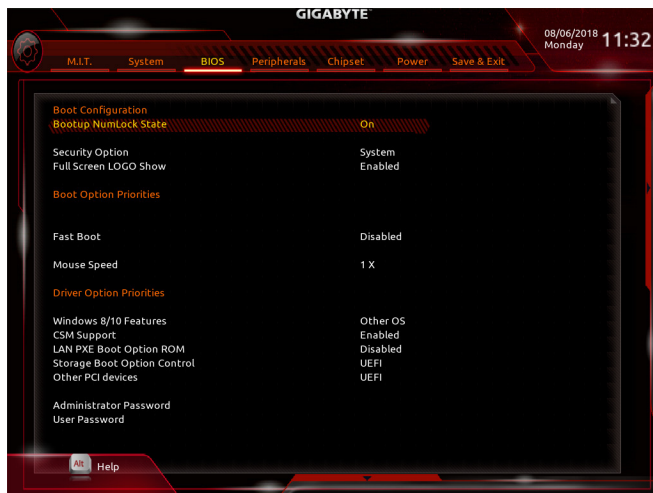 GIGABYTE™
08/06/2018
Monday
11:32
M.I.T. System BIOS Peripherals Chipset Power Save & Exit
Boot Configuration
Bootup NumLock State On
Security Option System
Full Screen LOGO Show Enabled
Boot Option Priorities
Fast Boot Disabled
Mouse Speed 1 X
Driver Option Priorities
Windows 8/10 Features Other OS
CSM Support Enabled
LAN PXE Boot Option ROM Disabled
Storage Boot Option Control UEFI
Other PCI devices UEFI
Administrator Password
User Password
Alt Help